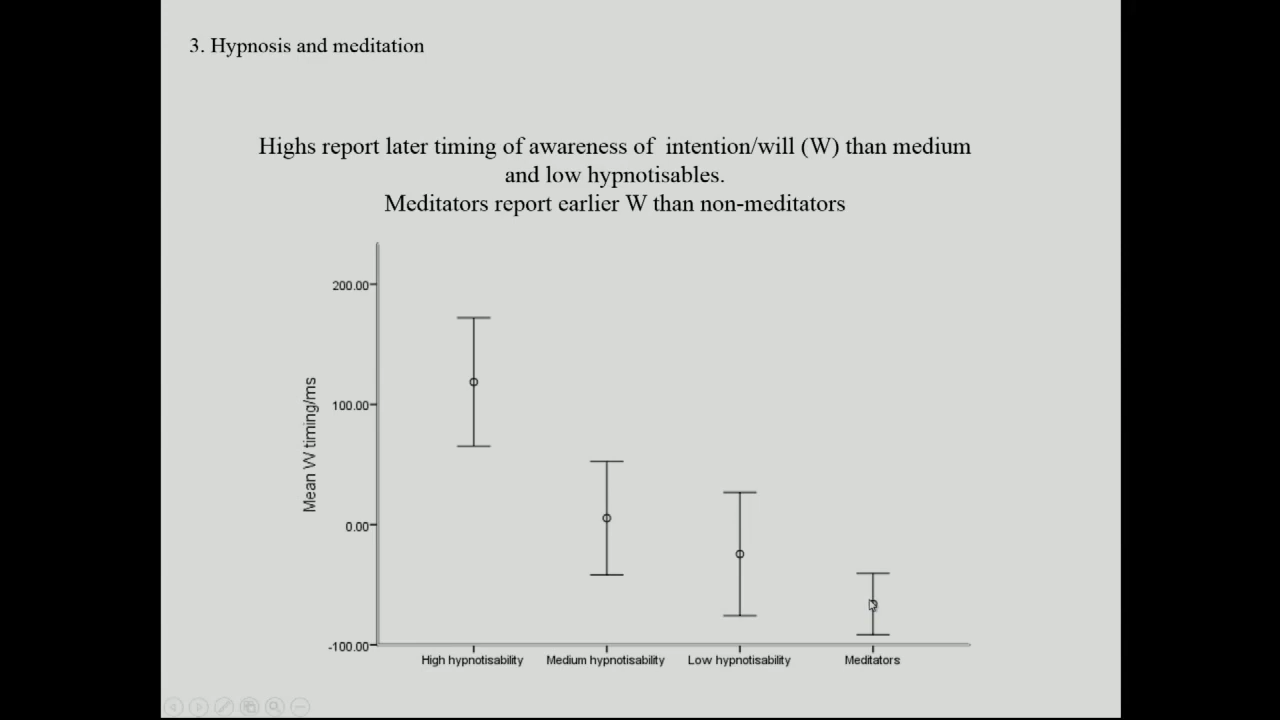 3. Hypnosis and meditation
Highs report later timing of awareness of intention/will (W) than medium
and low hypnotisables.
Meditators report earlier W than non-meditators
200.00
100.00
0.00
-100.00
Mean W timing/ms
High hypnotisability
Medium hypnotisability
Low hypnotisability
Meditators